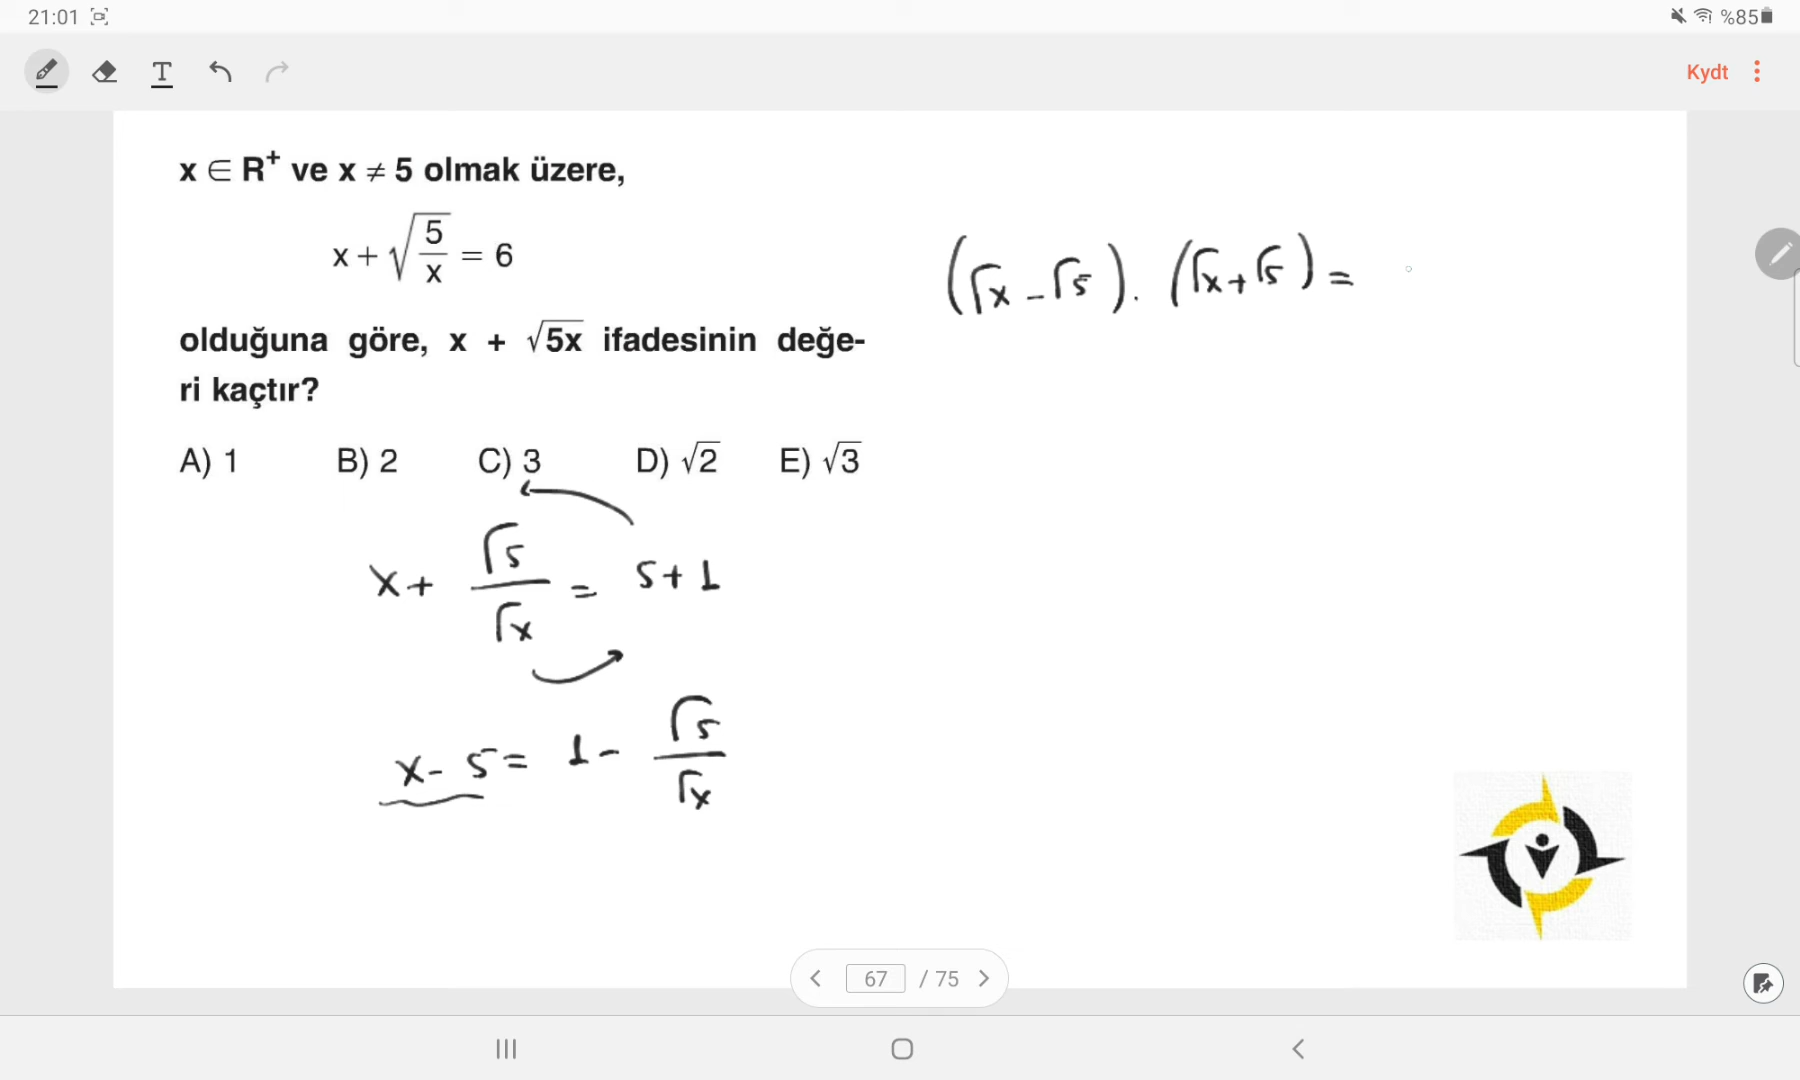 21:01
%85
T
Kydt
x ∈ R⁺ ve x ≠ 5 olmak üzere,
x + √(5/x) = 6
olduğuna göre, x + √5x ifadesinin değe-
ri kaçtır?
A) 1 B) 2 C) 3 D) √2 E) √3
(√x - √5) . (√x + √5) =
x + √5/√x = 5 + 1
x - 5 = 1 - √5/√x
67 / 75